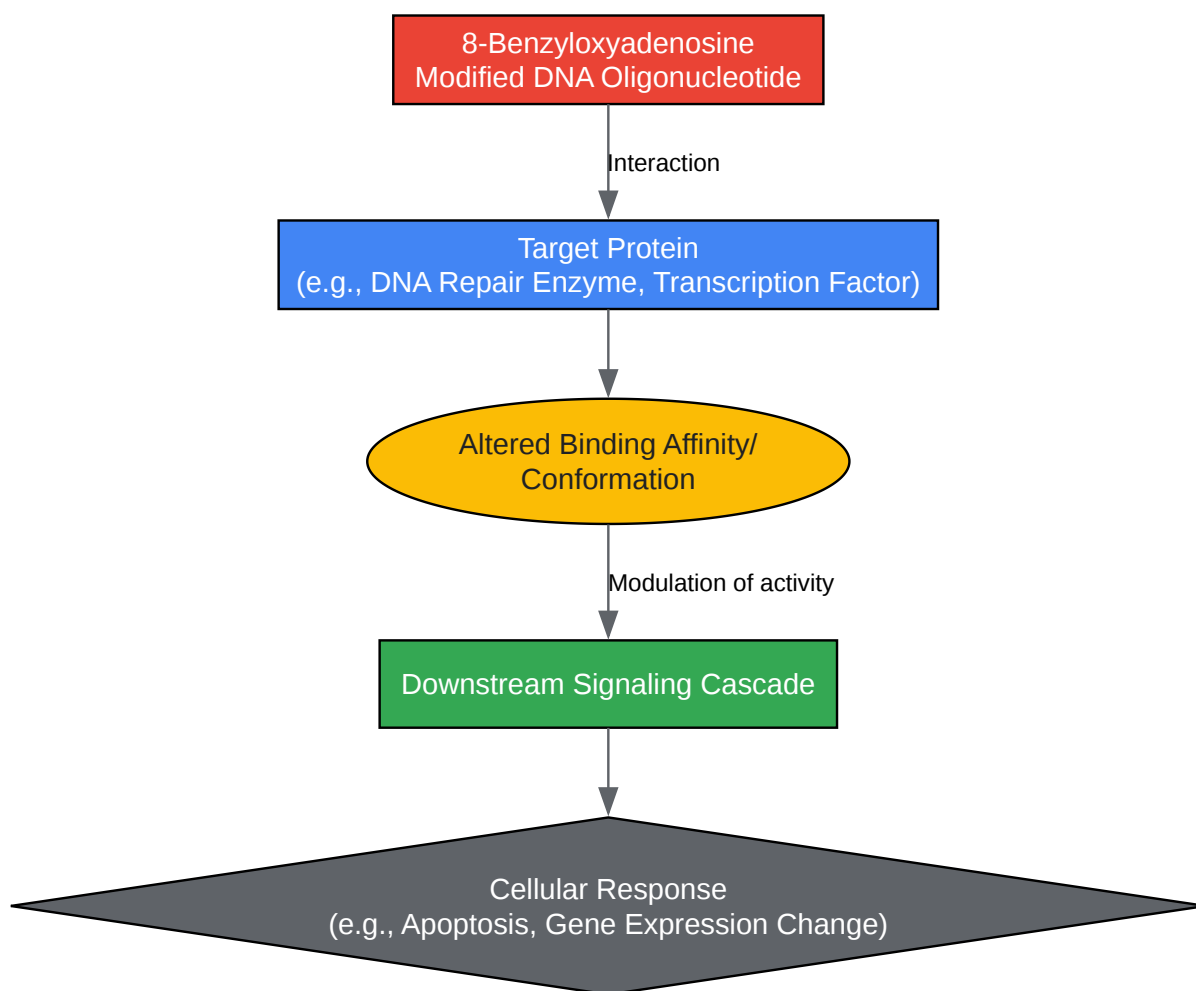 8-Benzyloxyadenosine
Modified DNA Oligonucleotide
Interaction
Target Protein
(e.g., DNA Repair Enzyme, Transcription Factor)
Altered Binding Affinity/
Conformation
Modulation of activity
Downstream Signaling Cascade
Cellular Response
(e.g., Apoptosis, Gene Expression Change)